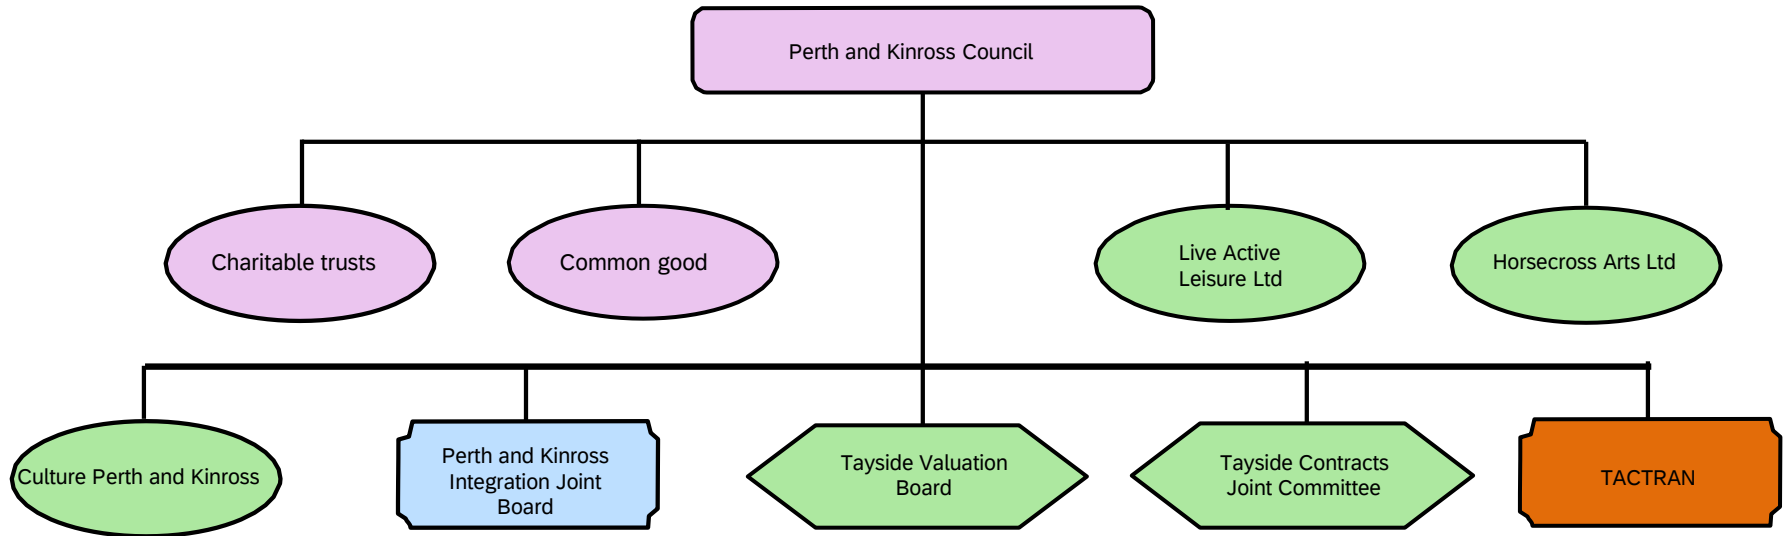 Perth and Kinross Council
Charitable trusts
Common good
Live Active
Leisure Ltd
Horsecross Arts Ltd
Culture Perth and Kinross
Perth and Kinross
Integration Joint
Board
Tayside Valuation
Board
Tayside Contracts
Joint Committee
TACTRAN